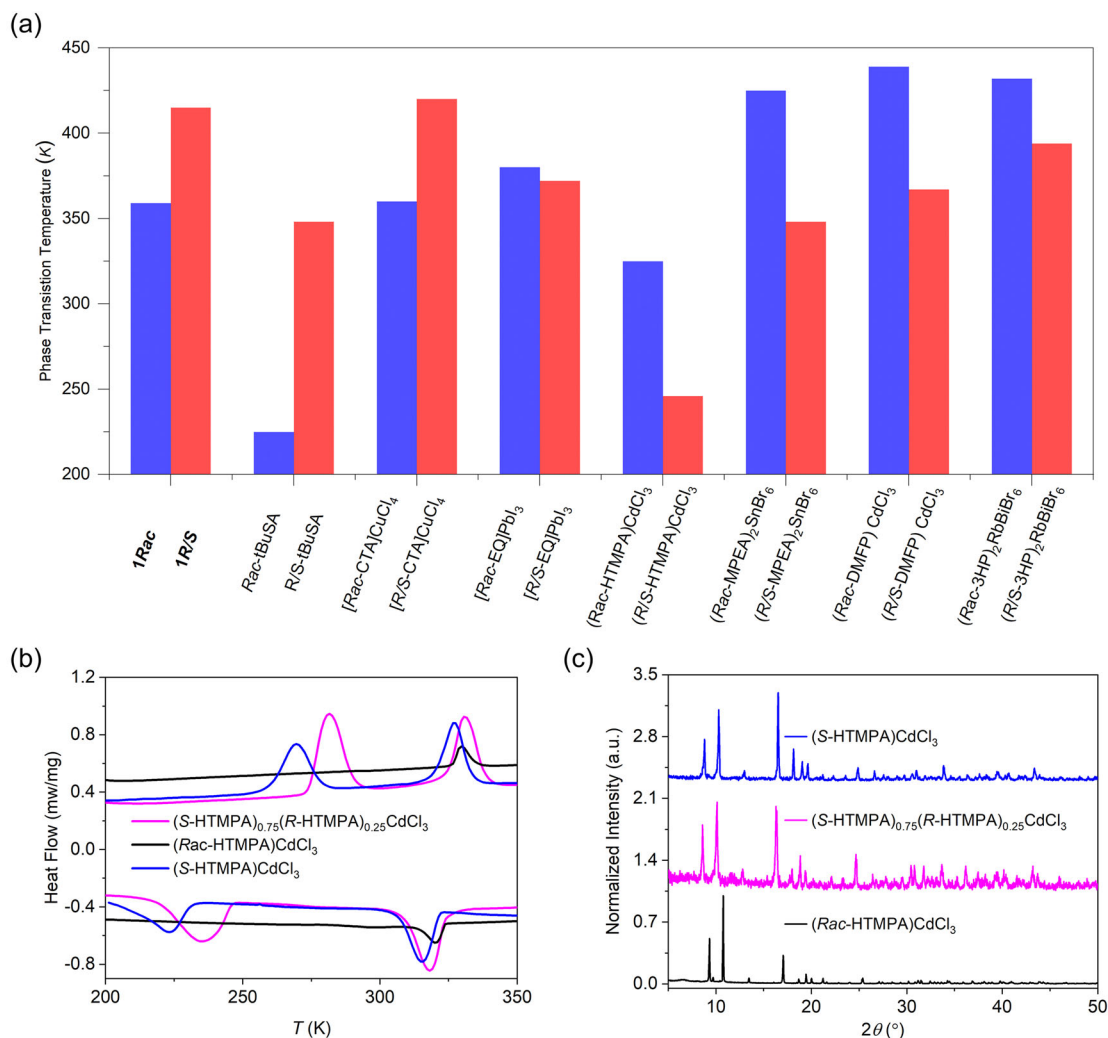 (a)
450
400
350
300
250
200
Phase Transistion Temperature (K)
1Rac
1R/S
Rac-tBuSA
R/S-tBuSA
[Rac-CTA]CuCl₄
[R/S-CTA]CuCl₄
[Rac-EQ]PbI₃
[R/S-EQ]PbI₃
(Rac-HTMPA)CdCl₃
(R/S-HTMPA)CdCl₃
(Rac-MPEA)₂SnBr₆
(R/S-MPEA)₂SnBr₆
(Rac-DMFP) CdCl₃
(R/S-DMFP) CdCl₃
(Rac-3HP)₂RbBiBr₆
(R/S-3HP)₂RbBiBr₆
(b)
1.2
0.8
0.4
0.0
-0.4
-0.8
Heat Flow (mw/mg)
(S-HTMPA)₀.₇₅(R-HTMPA)₀.₂₅CdCl₃
(Rac-HTMPA)CdCl₃
(S-HTMPA)CdCl₃
200
250
300
350
T (K)
(c)
3.5
2.8
2.1
1.4
0.7
0.0
Normalized Intensity (a.u.)
(S-HTMPA)CdCl₃
(S-HTMPA)₀.₇₅(R-HTMPA)₀.₂₅CdCl₃
(Rac-HTMPA)CdCl₃
10
20
30
40
50
2θ (°)